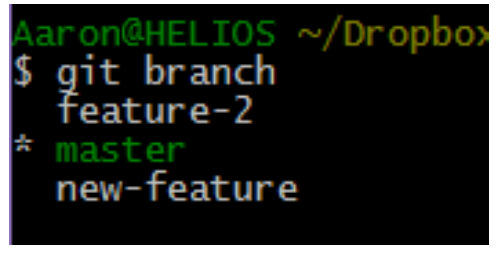 Aaron@HELIOS ~/Dropbox
$ git branch
  feature-2
* master
  new-feature